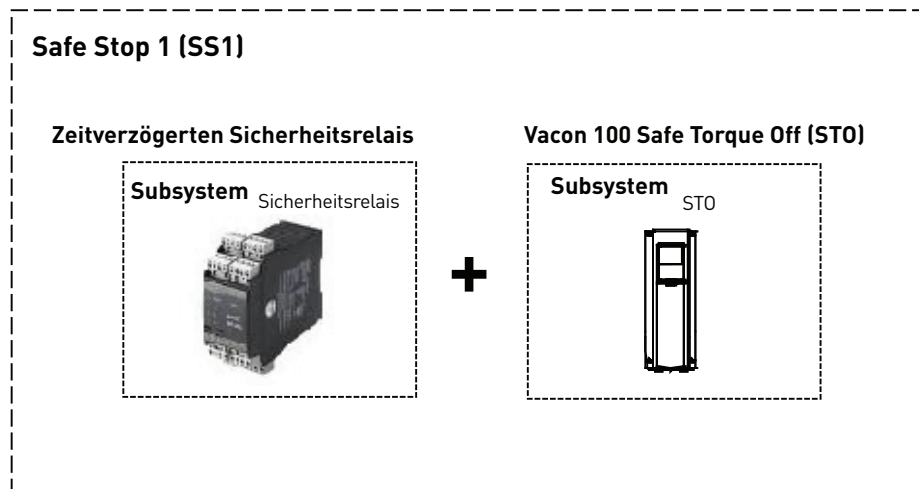 Safe Stop 1 (SS1)
Zeitverzögerten Sicherheitsrelais
Vacon 100 Safe Torque Off (STO)
Subsystem
Sicherheitsrelais
Subsystem
STO
+